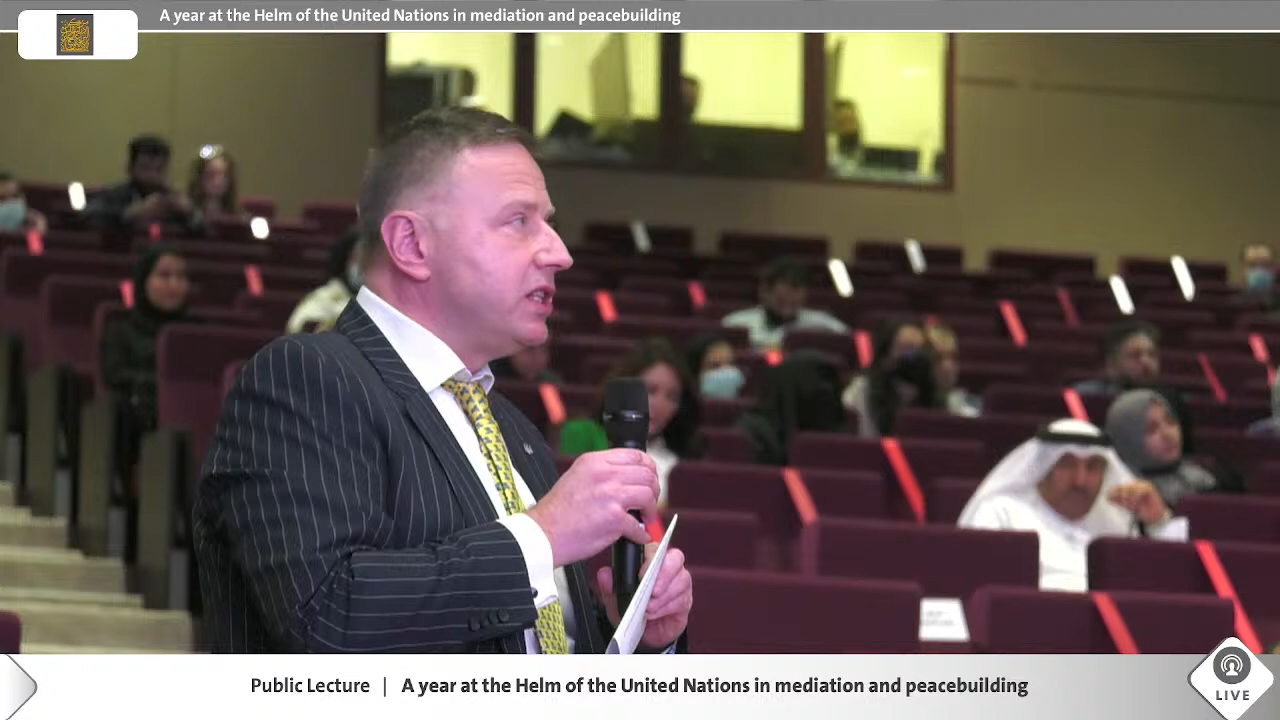 A year at the Helm of the United Nations in mediation and peacebuilding
Public Lecture | A year at the Helm of the United Nations in mediation and peacebuilding
LIVE